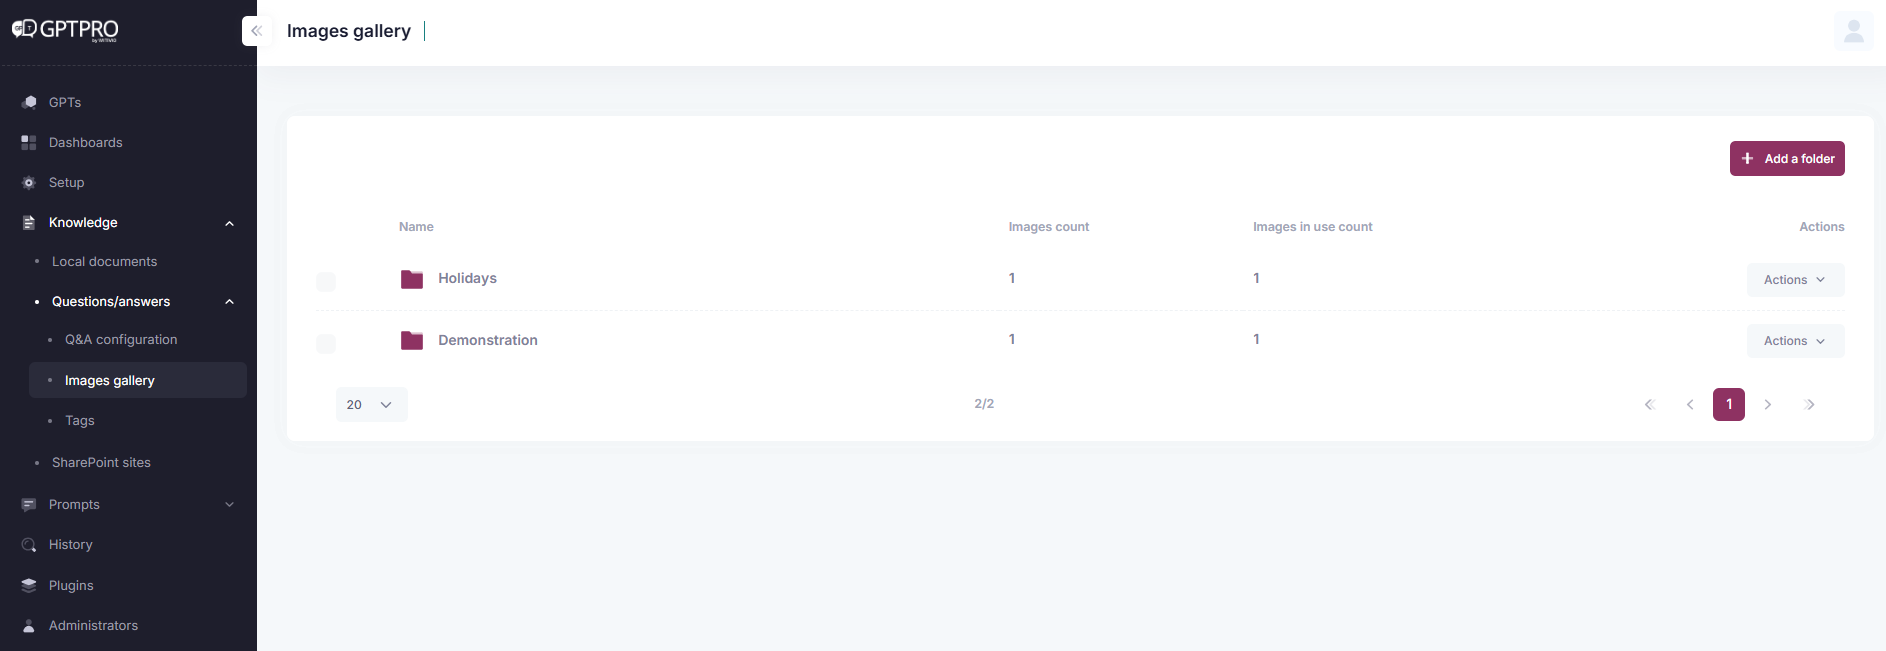 GPTPRO
Images gallery
GPTs
Dashboards
Setup
Knowledge
Local documents
Questions/answers
Q&A configuration
Images gallery
Tags
SharePoint sites
Prompts
History
Plugins
Administrators
Add a folder
Name Images count Images in use count Actions
Holidays 1 1 Actions
Demonstration 1 1 Actions
20 2/2 1